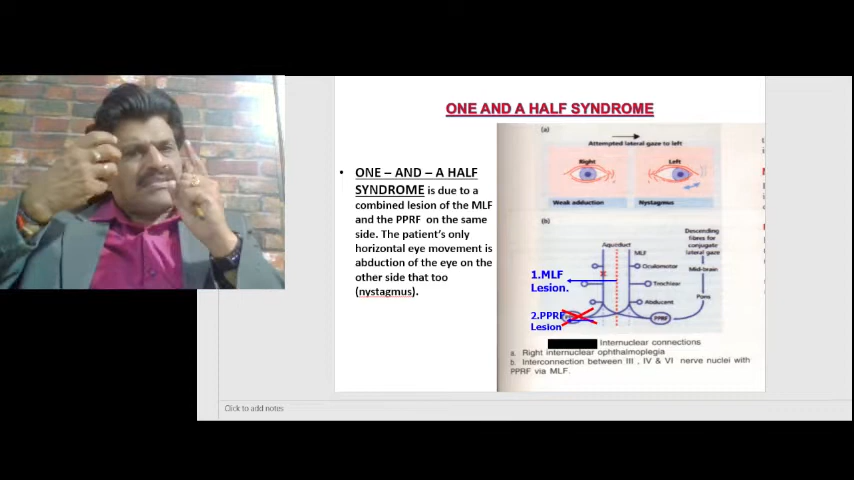 ONE AND A HALF SYNDROME
• ONE – AND – A HALF
SYNDROME is due to a
combined lesion of the MLF
and the PPRF on the same
side. The patient's only
horizontal eye movement is
abduction of the eye on the
other side that too
(nystagmus).
(a)
Attempted lateral gaze to left
Right
Left
Weak adduction
Nystagmus
(b)
Descending
fibres for
conjugate
lateral gaze
Aqueduct
MLF
Oculomotor
Mid-brain
1.MLF
Lesion.
Trochlear
Abducent
Pons
2.PPRF
Lesion
PPRF
Internuclear connections
a. Right internuclear ophthalmoplegia
b. Interconnection between III , IV & VI nerve nuclei with
PPRF via MLF.
Click to add notes